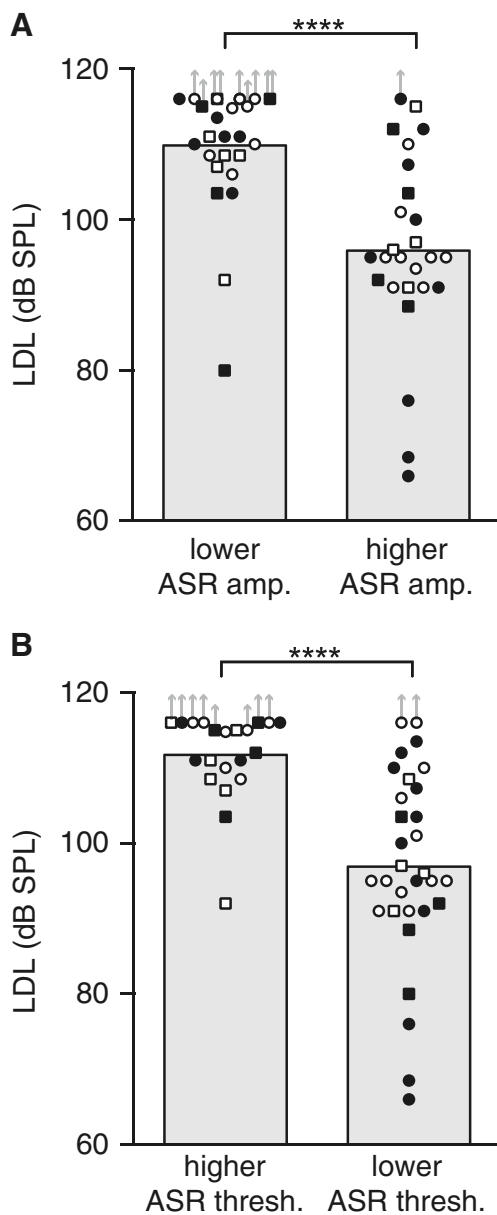 A
****
120
100
80
60
LDL (dB SPL)
lower
ASR amp.
higher
ASR amp.
B
****
120
100
80
60
LDL (dB SPL)
higher
ASR thresh.
lower
ASR thresh.